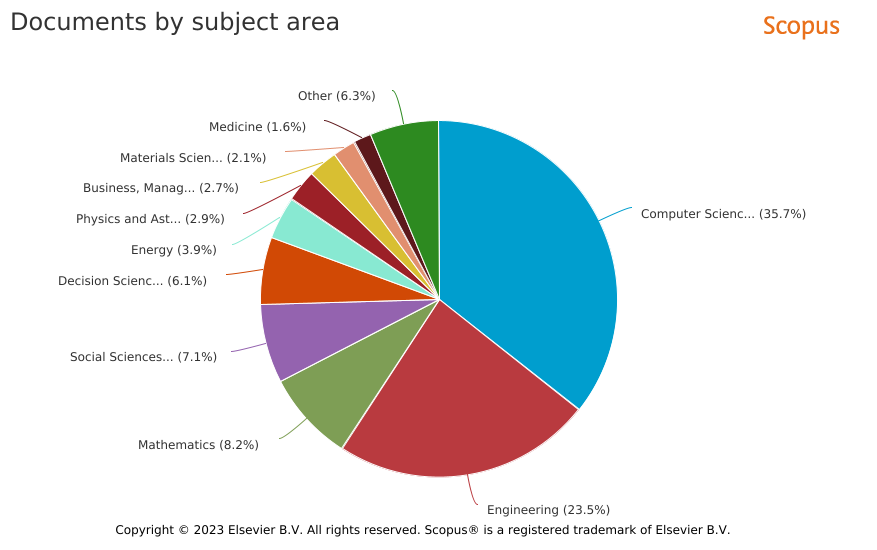 Documents by subject area
Scopus
Other (6.3%)
Medicine (1.6%)
Materials Scien... (2.1%)
Business, Manag... (2.7%)
Physics and Ast... (2.9%)
Energy (3.9%)
Decision Scienc... (6.1%)
Social Sciences... (7.1%)
Mathematics (8.2%)
Computer Scienc... (35.7%)
Engineering (23.5%)
Copyright © 2023 Elsevier B.V. All rights reserved. Scopus® is a registered trademark of Elsevier B.V.